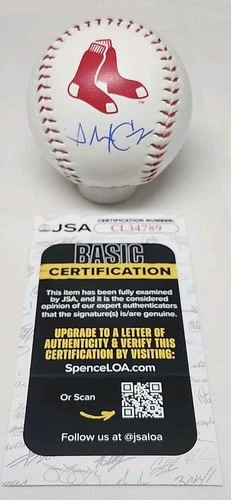 TM
JSA
CERTIFICATION NUMBER:
CL34789
BASIC
CERTIFICATION
This item has been fully examined
by JSA, and it is the considered
opinion of our expert authenticators
that the signature(s) is/are genuine.
UPGRADE TO A LETTER OF
AUTHENTICITY & VERIFY THIS
CERTIFICATION BY VISITING:
SpenceLOA.com
Or Scan
Follow us at @jsaloa